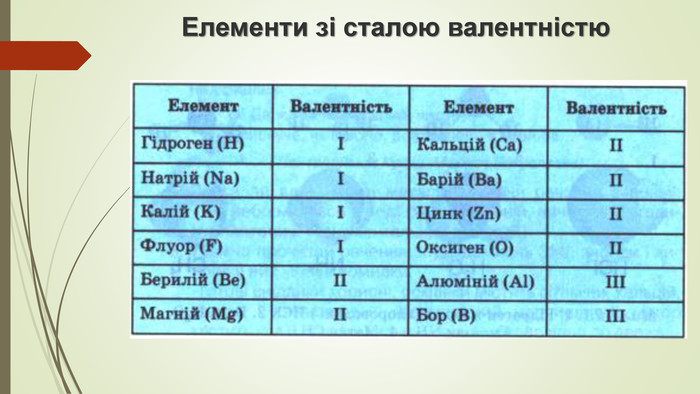 Елементи зі сталою валентністю
Елемент Валентність Елемент Валентність
Гідроген (H) I Кальцій (Ca) II
Натрій (Na) I Барій (Ba) II
Калій (K) I Цинк (Zn) II
Флуор (F) I Оксиген (O) II
Берилій (Be) II Алюміній (Al) III
Магній (Mg) II Бор (B) III